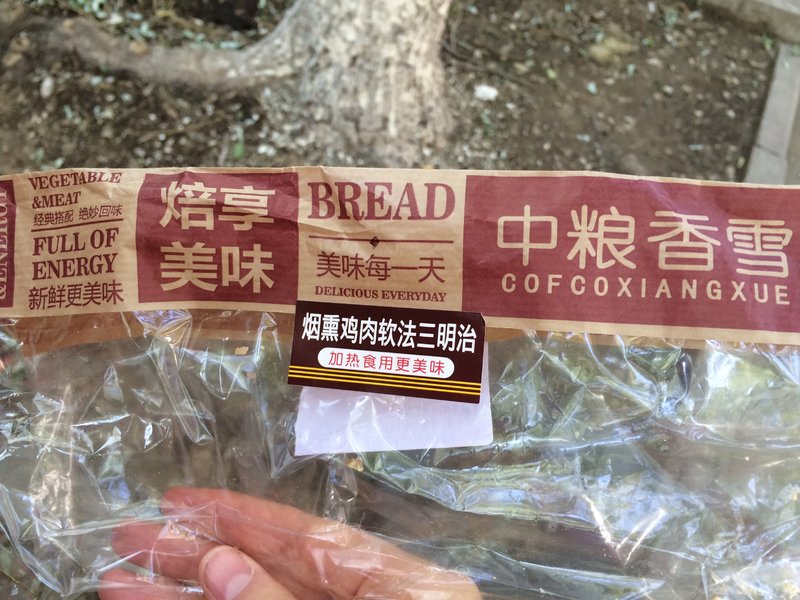 & ENERGY
VEGETABLE
&MEAT
经典搭配 绝妙回味
FULL OF
ENERGY
新鲜更美味
焙享
美味
BREAD
美味每一天
DELICIOUS EVERYDAY
中粮香雪
COFCOXIANGXUE
烟熏鸡肉软法三明治
加热食用更美味